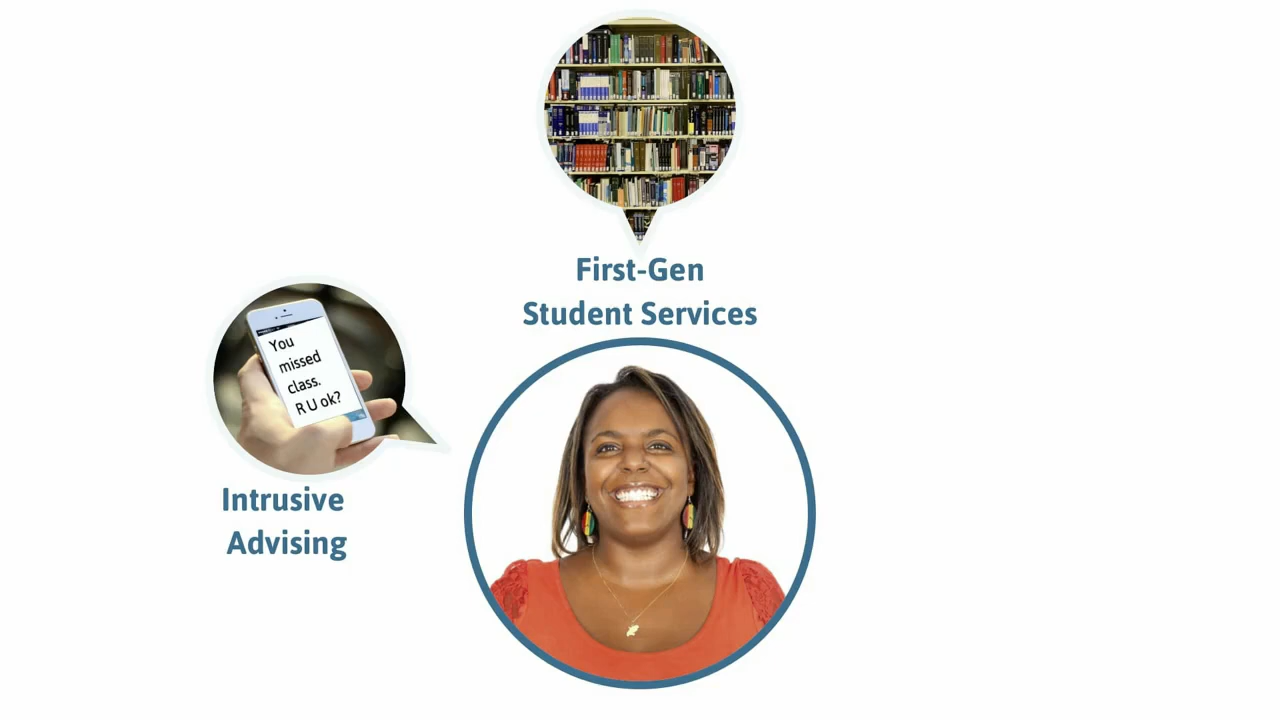 First-Gen
Student Services
You
missed
class.
R U ok?
Intrusive
Advising